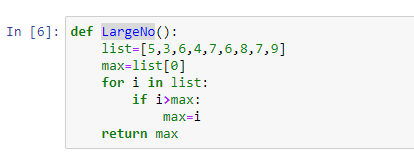 In [6]: def LargeNo():
    list=[5,3,6,4,7,6,8,7,9]
    max=list[0]
    for i in list:
        if i>max:
            max=i
    return max